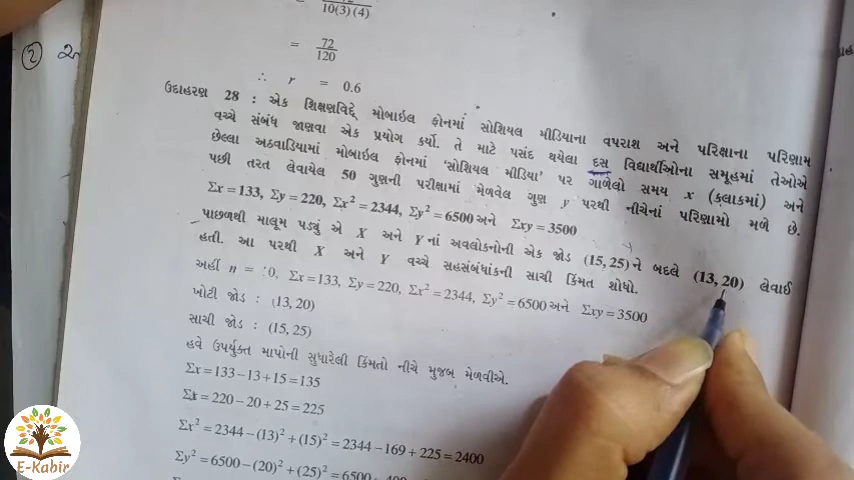 10(3)(4)
= 72/120
∴ r = 0.6
② ર
ઉદાહરણ 28 : એક શિક્ષણવિદ્દે મોબાઇલ ફોનમાં સોશિયલ મીડિયાના વપરાશ અને પરિક્ષાના પરિણામ
વચ્ચે સંબંધ જાણવા એક પ્રયોગ કર્યો. તે માટે પસંદ થયેલા દસ વિદ્યાર્થીઓના સમૂહમાં તેઓએ
છેલ્લા અઠવાડિયામાં મોબાઈલ ફોનમાં 'સોશિયલ મીડિયા' પર ગાળેલો સમય x (કલાકમાં) અને
પછી તરત લેવાયેલ 50 ગુણની પરીક્ષામાં મેળવેલ ગુણ y પરથી નીચેનાં પરિણામો મળે છે.
Σx = 133, Σy = 220, Σx² = 2344, Σy² = 6500 અને Σxy = 3500
પાછળથી માલૂમ પડ્યું એ X અને Y નાં અવલોકનોની એક જોડ (15, 25) ને બદલે (13, 20) લેવાઈ
હતી. આ પરથી X અને Y વચ્ચે સહસંબંધાંકની સાચી કિંમત શોધો.
અહીં n = 10, Σx = 133, Σy = 220, Σx² = 2344, Σy² = 6500 અને Σxy = 3500
ખોટી જોડ : (13, 20)
સાચી જોડ : (15, 25)
હવે ઉપર્યુક્ત માપોની સુધારેલી કિંમતો નીચે મુજબ મેળવીએ.
Σx = 133 − 13 + 15 = 135
Σx = 220 − 20 + 25 = 225
Σx² = 2344 − (13)² + (15)² = 2344 − 169 + 225 = 2400
Σy² = 6500 − (20)² + (25)² = 6500
E-Kabir